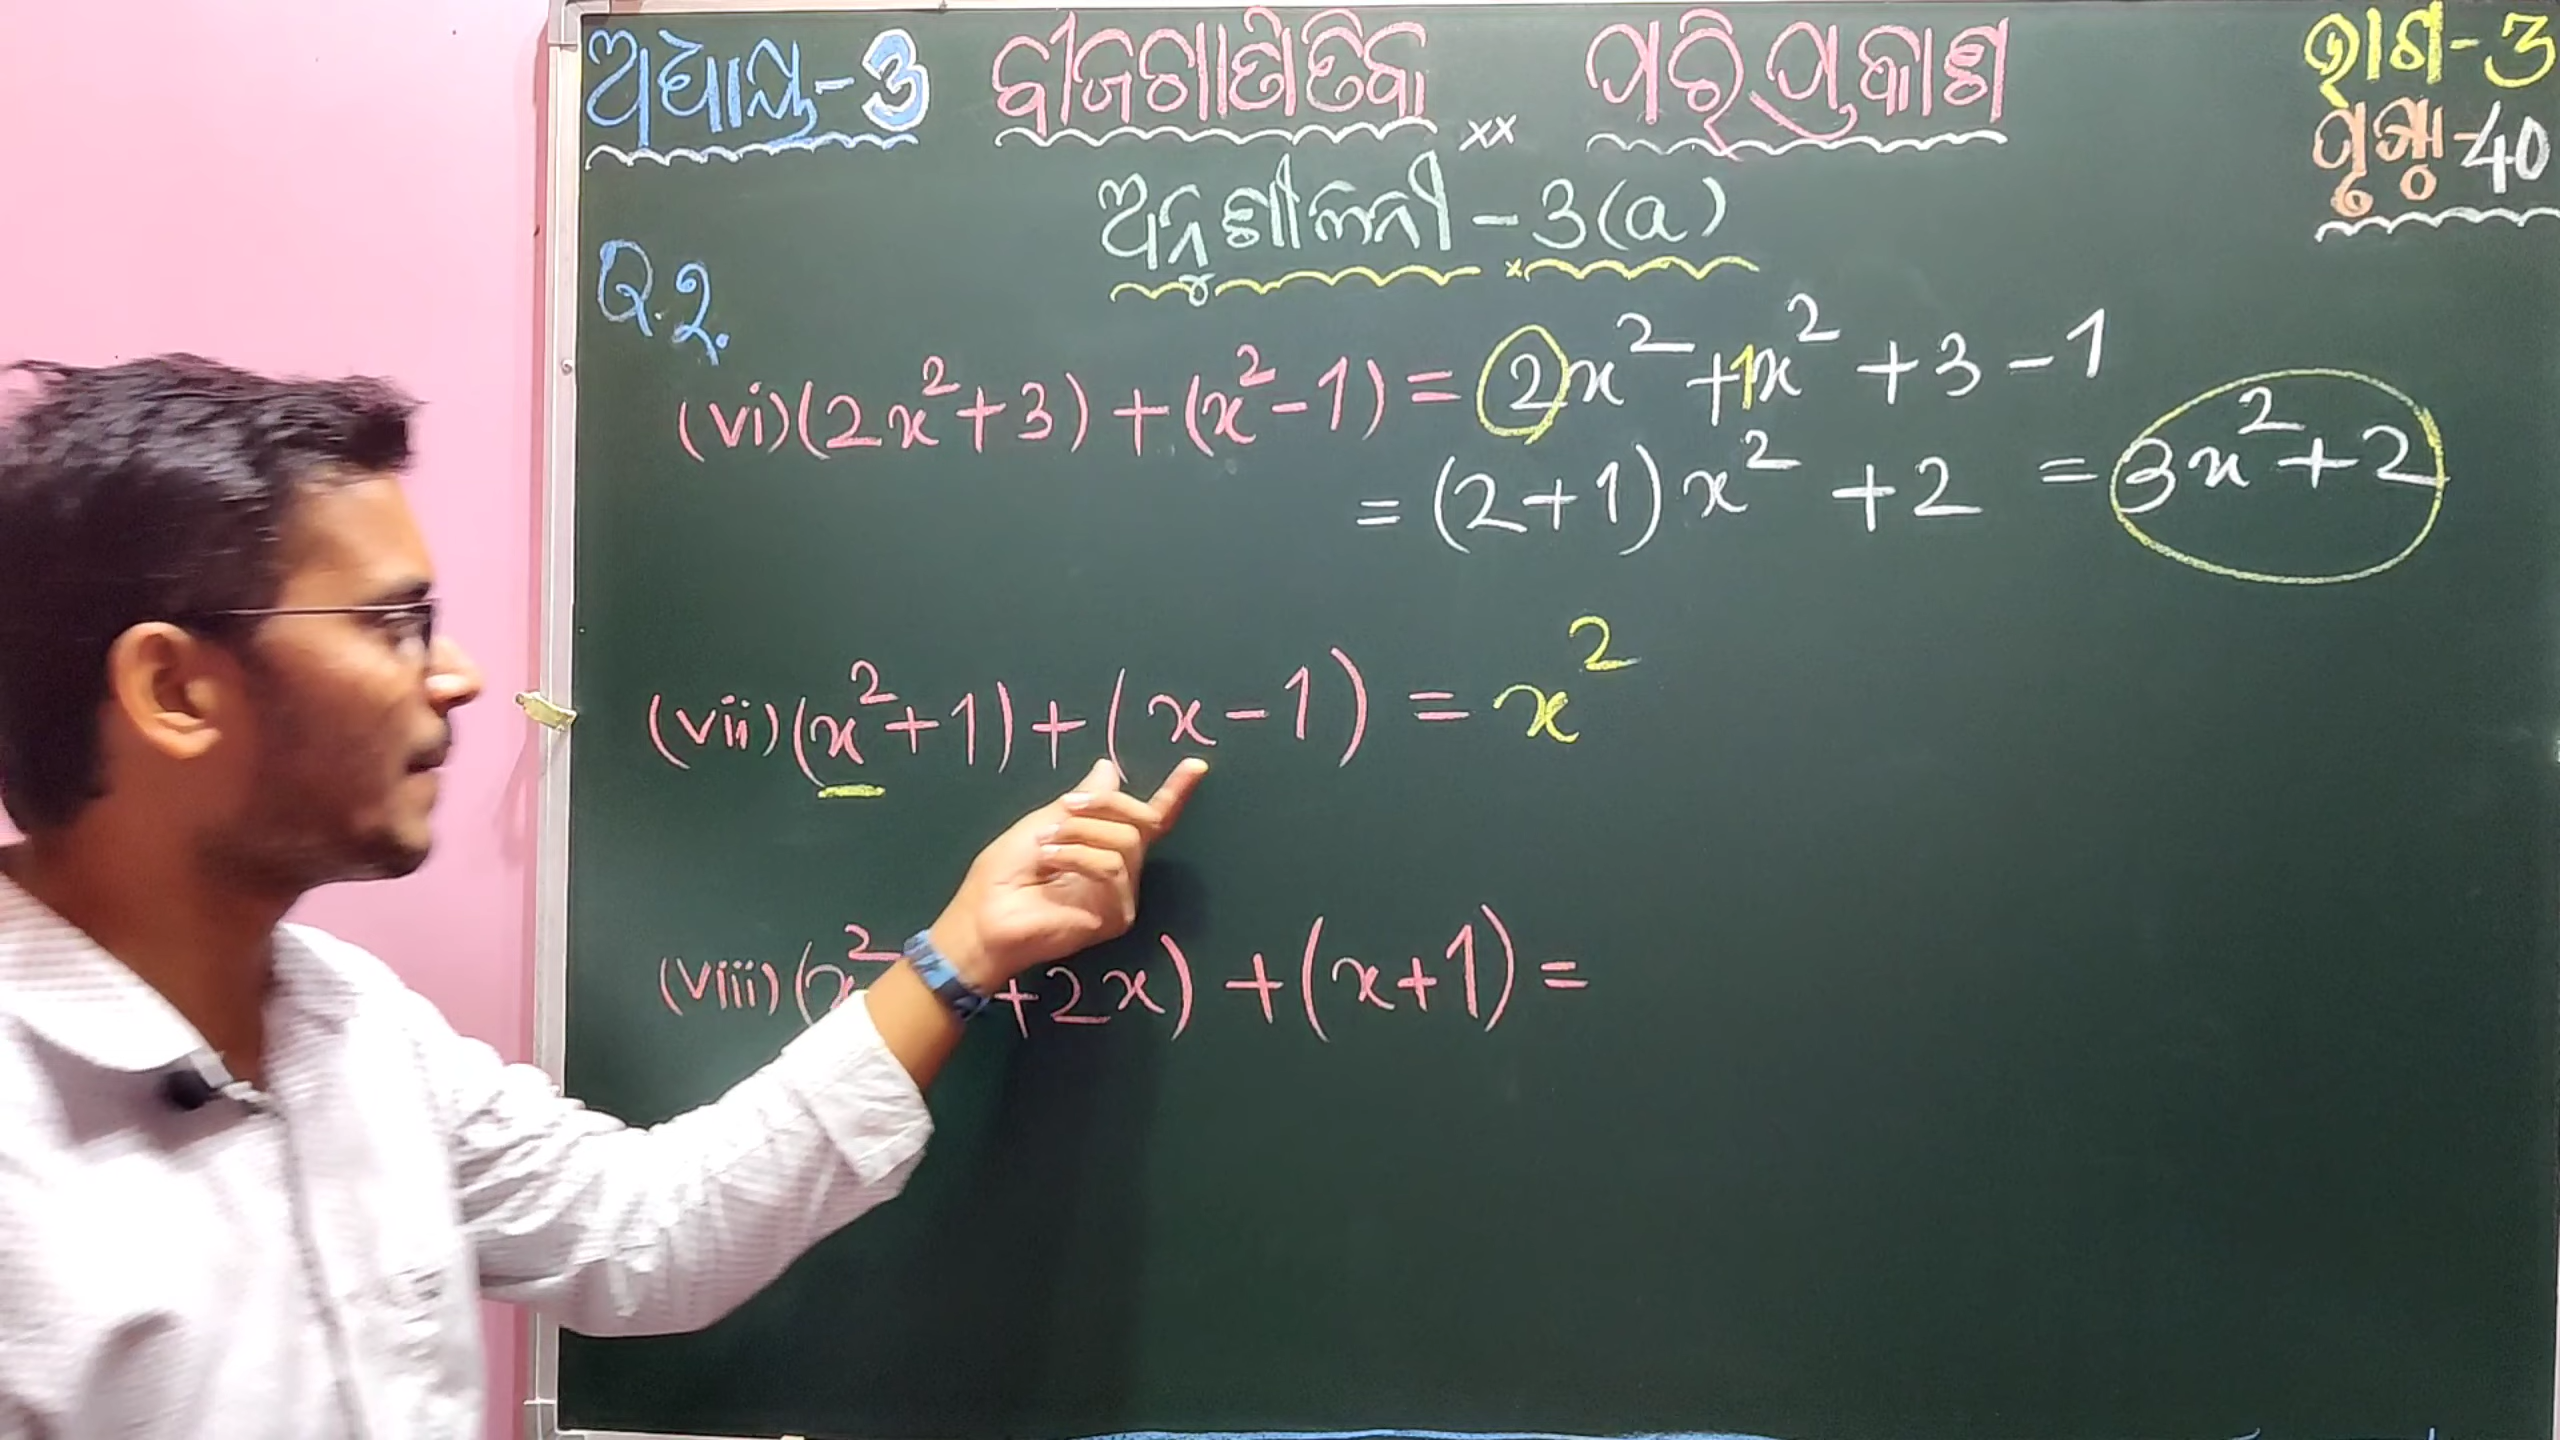 ଅଧ୍ୟାୟ-3 ବୀଜଗାଣିତିକ ପରିପ୍ରକାଶ ଭାଗ-3
ପୃଷ୍ଠା-40
ଅନୁଶୀଳନୀ-3(a)
Q.2.
(vi) (2x²+3) + (x²-1) = 2x² + 1x² + 3 - 1
= (2+1)x² + 2 = 3x²+2
(vii) (x²+1) + (x-1) = x²
(viii) (x²+2x) + (x+1) =